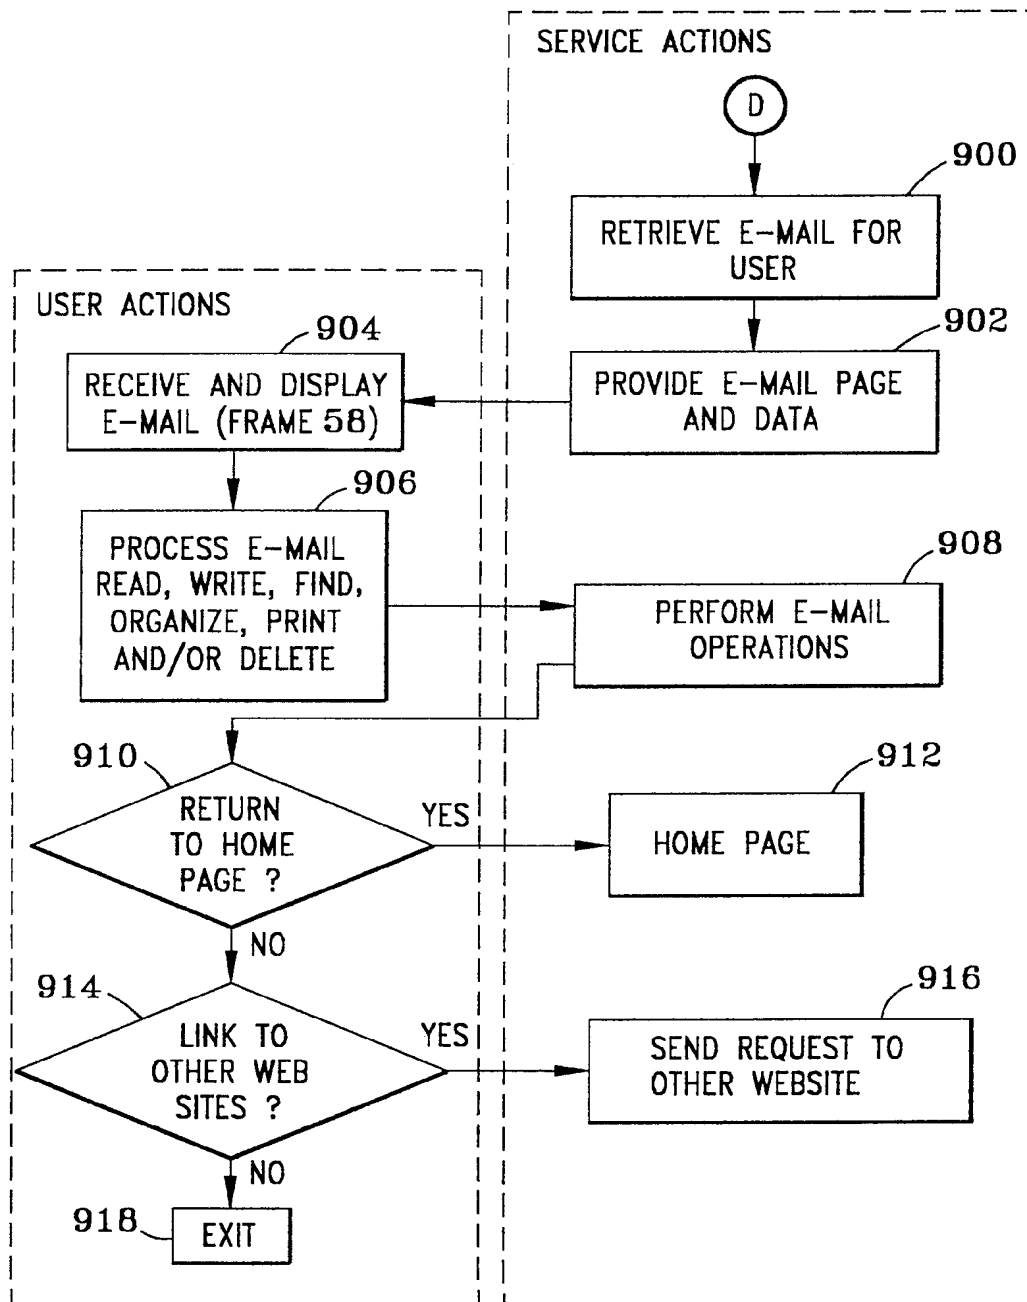 SERVICE ACTIONS
D
900
RETRIEVE E-MAIL FOR
USER
USER ACTIONS
902
PROVIDE E-MAIL PAGE
AND DATA
904
RECEIVE AND DISPLAY
E-MAIL (FRAME 58)
906
PROCESS E-MAIL
READ, WRITE, FIND,
ORGANIZE, PRINT
AND/OR DELETE
908
PERFORM E-MAIL
OPERATIONS
910
RETURN
TO HOME
PAGE ?
YES
912
HOME PAGE
NO
914
LINK TO
OTHER WEB
SITES ?
YES
916
SEND REQUEST TO
OTHER WEBSITE
NO
918
EXIT